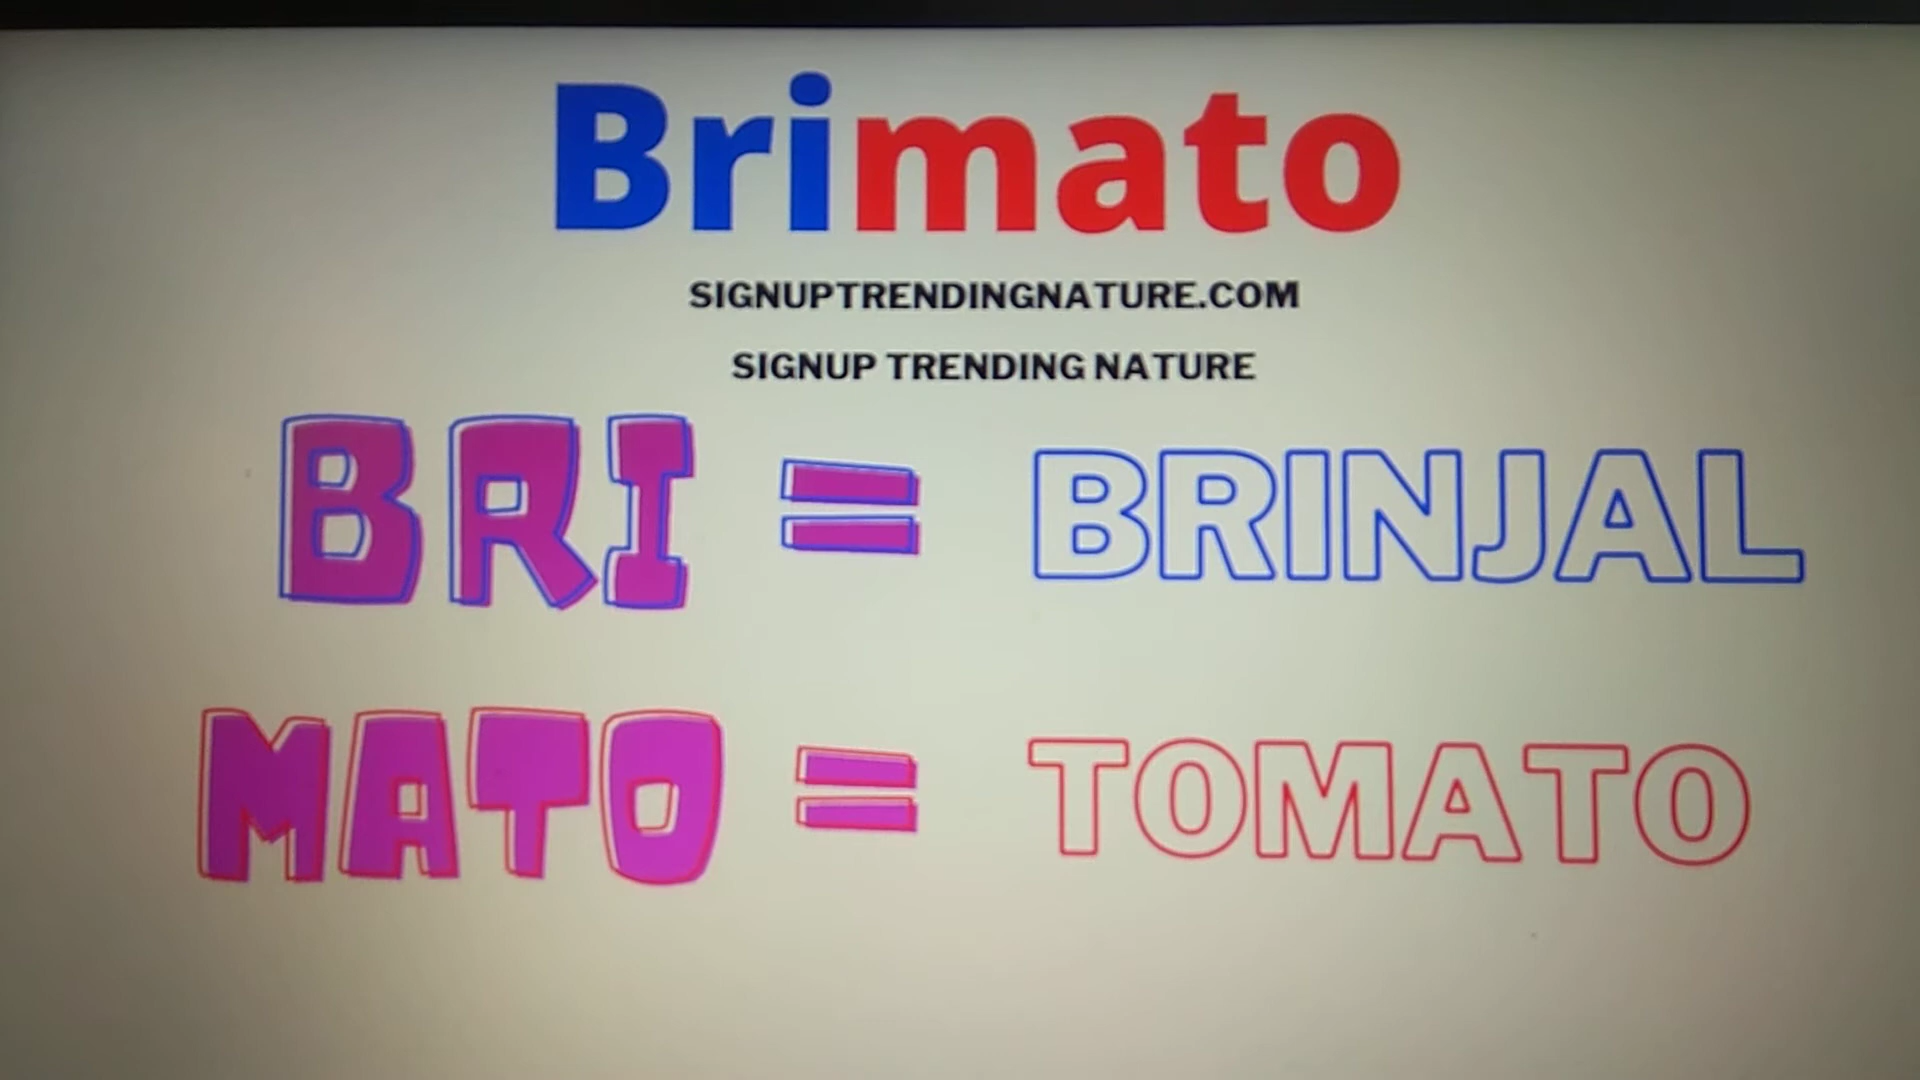 Brimato
SIGNUPTRENDINGNATURE.COM
SIGNUP TRENDING NATURE
BRI = BRINJAL
MATO = TOMATO